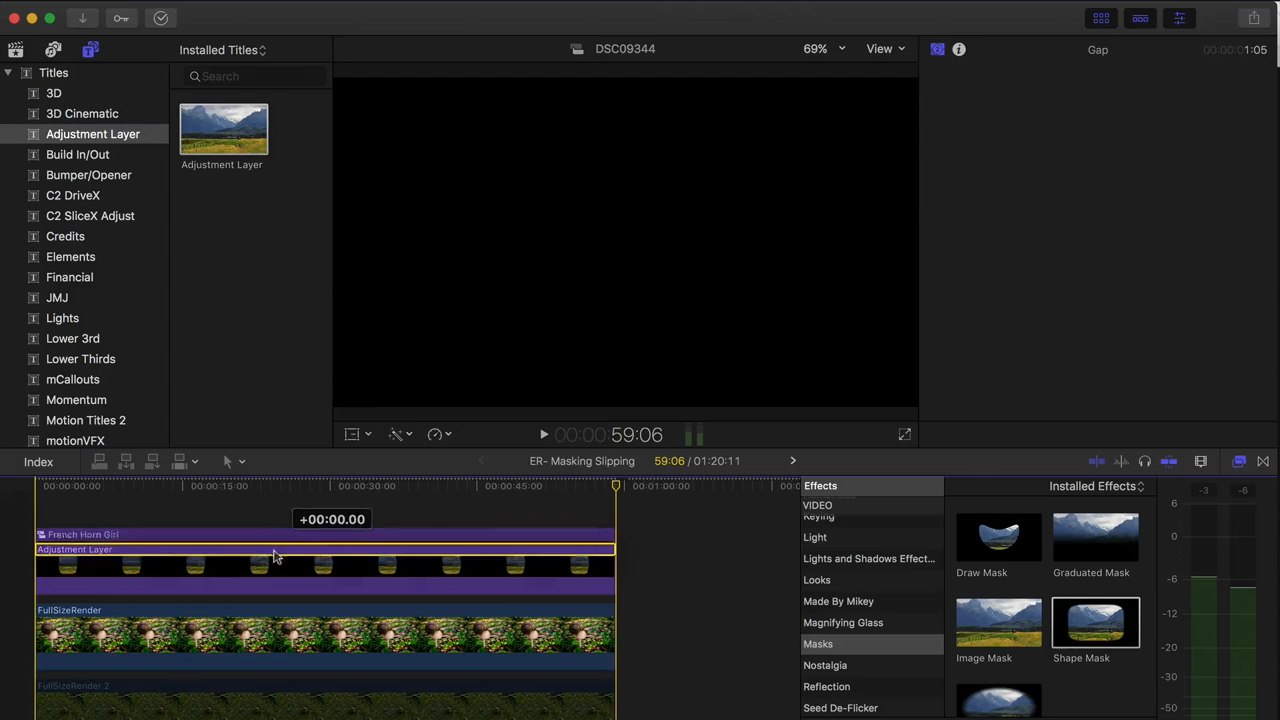 Installed Titles
DSC09344
69%
View
Gap
00:00:01:05
Titles
Search
3D
3D Cinematic
Adjustment Layer
Adjustment Layer
Build In/Out
Bumper/Opener
C2 DriveX
C2 SliceX Adjust
Credits
Elements
Financial
JMJ
Lights
Lower 3rd
Lower Thirds
mCallouts
Momentum
Motion Titles 2
motionVFX
00:00 59:06
Index
ER- Masking Slipping
59:06 / 01:20:11
00:00:00:00
00:00:15:00
00:00:30:00
00:00:45:00
00:01:00:00
+00:00.00
French Horn Girl
Adjustment Layer
FullSizeRender
FullSizeRender 2
Effects
Installed Effects
VIDEO
Keying
Light
Lights and Shadows Effect...
Looks
Made By Mikey
Magnifying Glass
Masks
Nostalgia
Reflection
Seed De-Flicker
Draw Mask
Graduated Mask
Image Mask
Shape Mask
-3
-6
6
0
-6
-12
-20
-30
-50